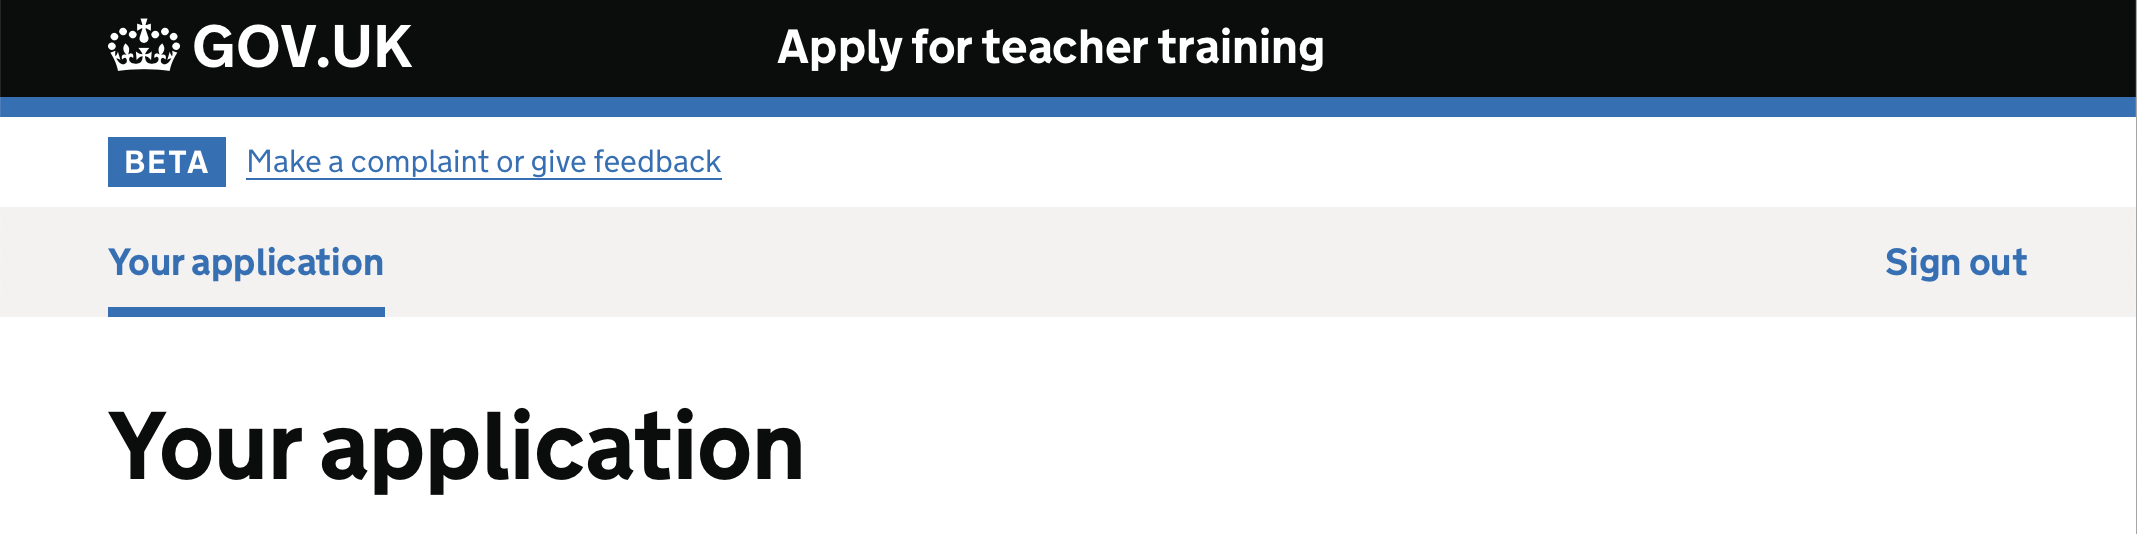 GOV.UK Apply for teacher training
BETA Make a complaint or give feedback
Your application Sign out
Your application